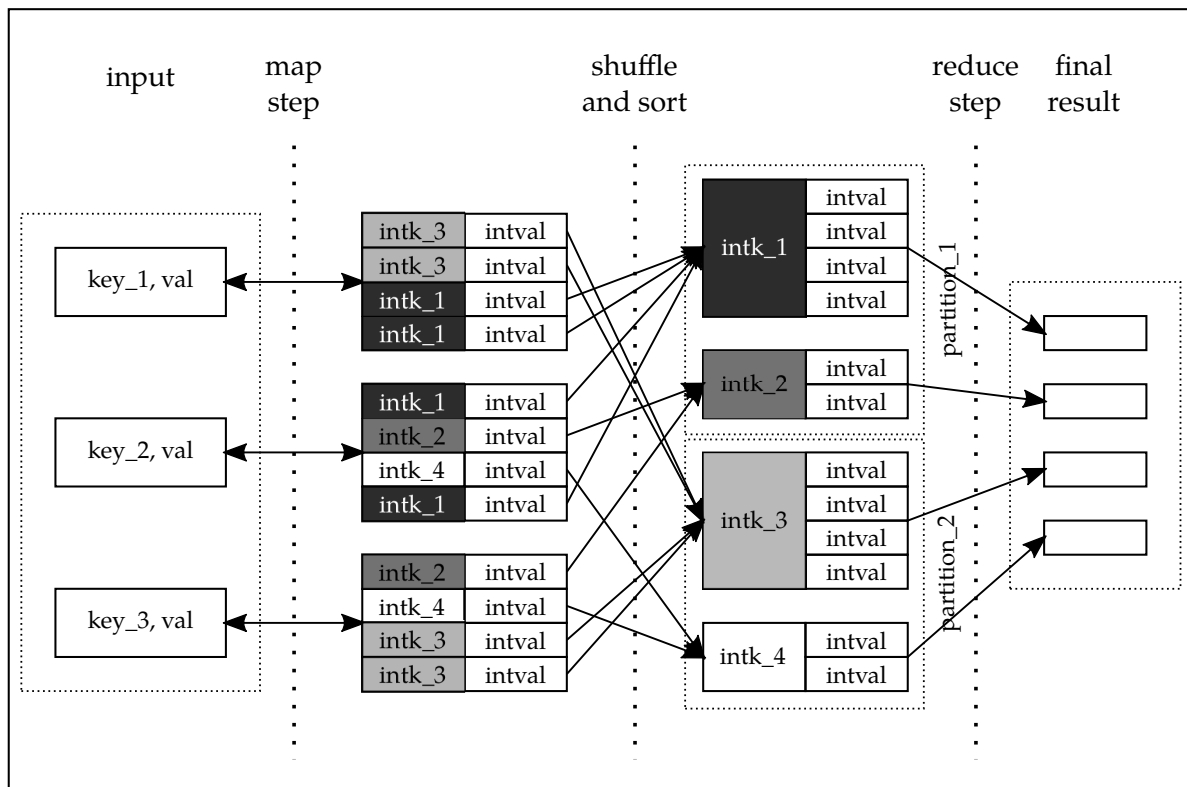 input
map
step
shuffle
and sort
reduce
step
final
result
key_1, val
key_2, val
key_3, val
intk_3 intval
intk_3 intval
intk_1 intval
intk_1 intval
intk_1 intval
intk_2 intval
intk_4 intval
intk_1 intval
intk_2 intval
intk_4 intval
intk_3 intval
intk_3 intval
intk_1
intval
intval
intval
intval
intk_2
intval
intval
intk_3
intval
intval
intval
intval
intk_4
intval
intval
partition_1
partition_2